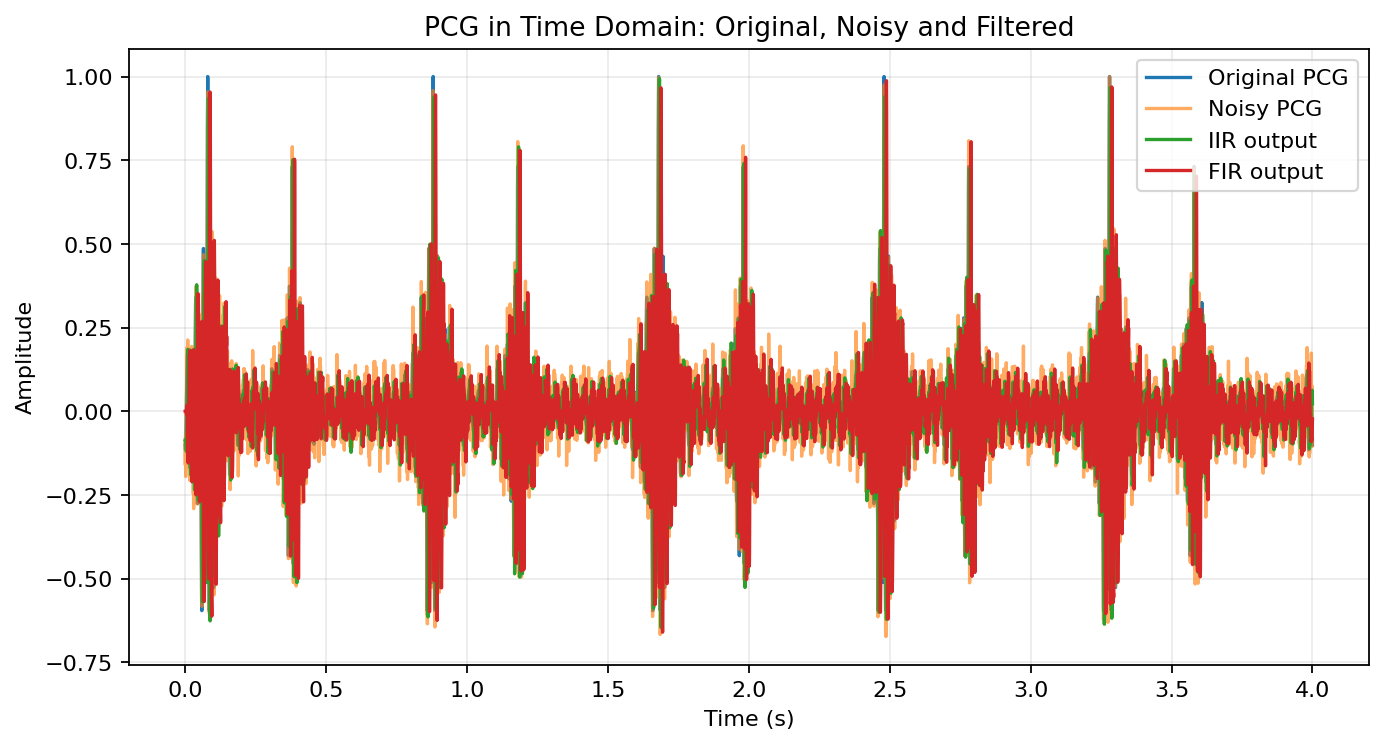 PCG in Time Domain: Original, Noisy and Filtered
Original PCG
Noisy PCG
IIR output
FIR output
1.00
0.75
0.50
0.25
0.00
−0.25
−0.50
−0.75
Amplitude
0.0 0.5 1.0 1.5 2.0 2.5 3.0 3.5 4.0
Time (s)